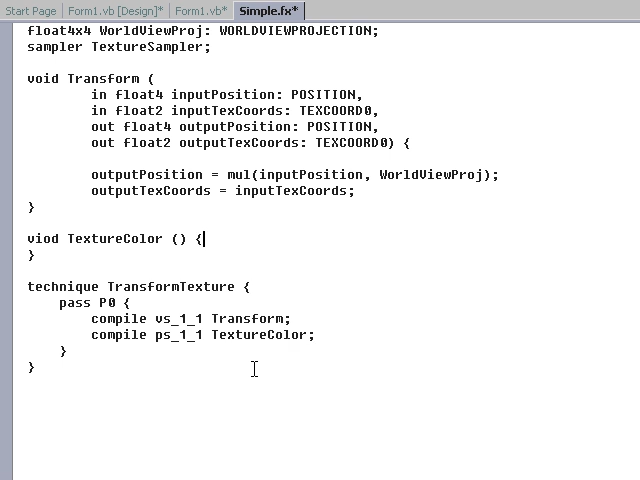 Start Page Form1.vb [Design]* Form1.vb* Simple.fx*
float4x4 WorldViewProj: WORLDVIEWPROJECTION;
sampler TextureSampler;
void Transform (
in float4 inputPosition: POSITION,
in float2 inputTexCoords: TEXCOORD0,
out float4 outputPosition: POSITION,
out float2 outputTexCoords: TEXCOORD0) {
outputPosition = mul(inputPosition, WorldViewProj);
outputTexCoords = inputTexCoords;
}
viod TextureColor () {
}
technique TransformTexture {
pass P0 {
compile vs_1_1 Transform;
compile ps_1_1 TextureColor;
}
}